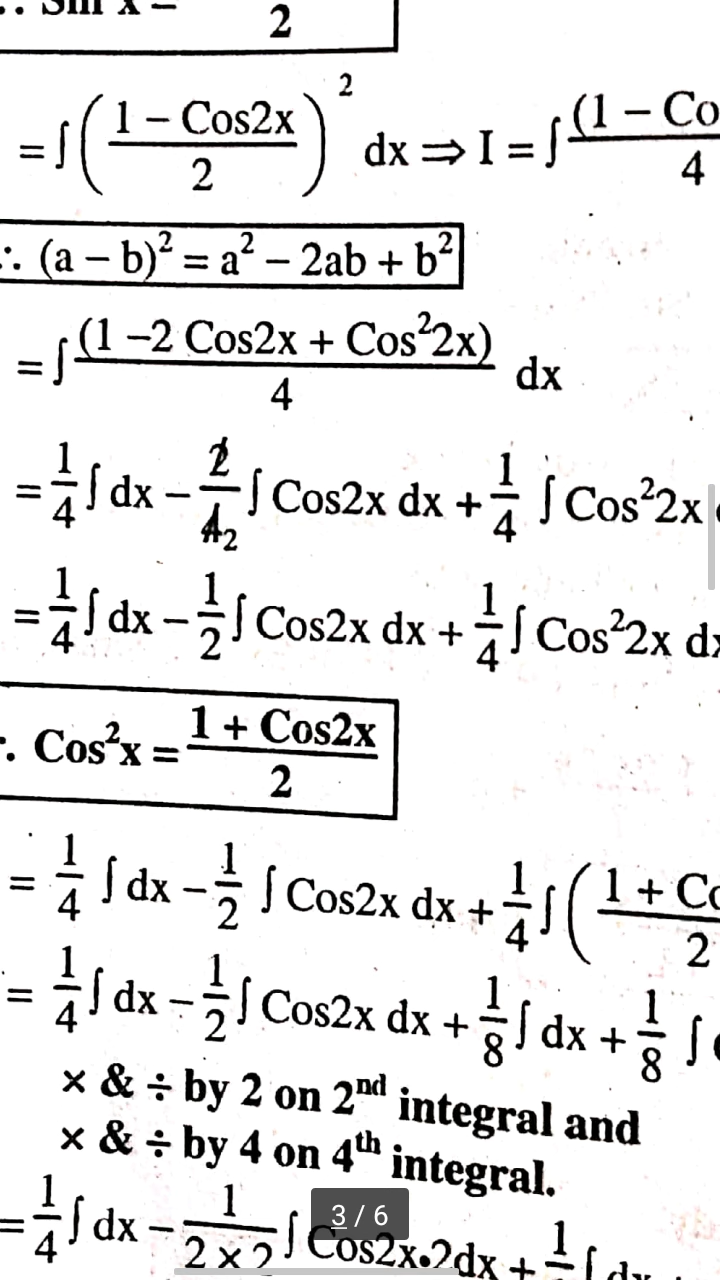 2
= ∫ ( (1 − Cos2x) / 2 )² dx ⇒ I = ∫ (1 − Co / 4
∴ (a − b)² = a² − 2ab + b²
= ∫ (1 −2 Cos2x + Cos²2x) / 4 dx
= 1/4 ∫ dx − 2/4 2 ∫ Cos2x dx + 1/4 ∫ Cos²2x
= 1/4 ∫ dx − 1/2 ∫ Cos2x dx + 1/4 ∫ Cos²2x dx
∴ Cos²x = (1 + Cos2x) / 2
= 1/4 ∫ dx − 1/2 ∫ Cos2x dx + 1/4 ∫ ( 1 + Co / 2
= 1/4 ∫ dx − 1/2 ∫ Cos2x dx + 1/8 ∫ dx + 1/8 ∫
× & ÷ by 2 on 2nd integral and
× & ÷ by 4 on 4th integral.
= 1/4 ∫ dx − 1/(2 × 2) ∫ Cos2x•2dx +
3 / 6